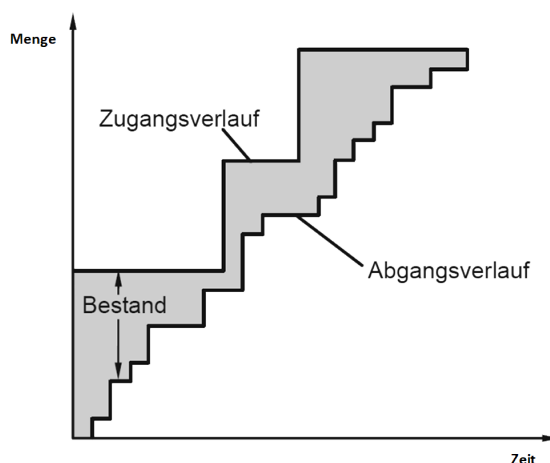 Menge
Zugangsverlauf
Abgangsverlauf
Bestand
Zeit